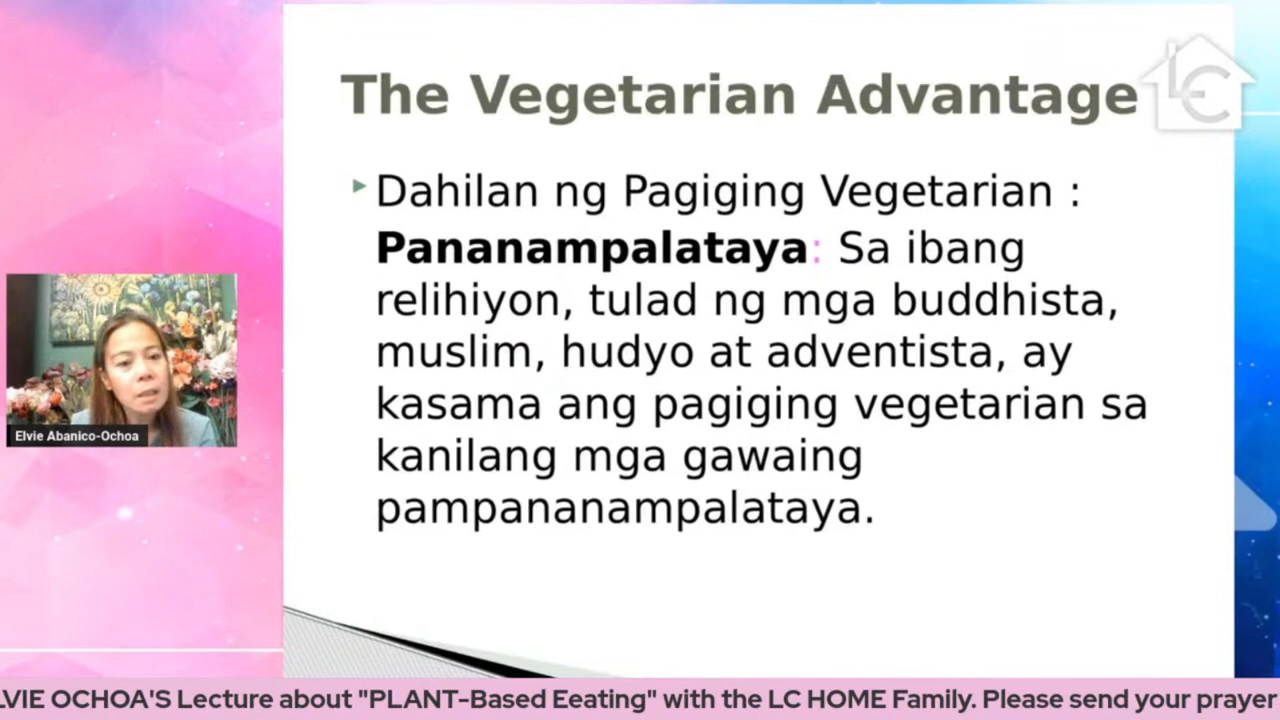 The Vegetarian Advantage
LC
Dahilan ng Pagiging Vegetarian :
Pananampalataya: Sa ibang
relihiyon, tulad ng mga buddhista,
muslim, hudyo at adventista, ay
kasama ang pagiging vegetarian sa
kanilang mga gawaing
pampananampalataya.
Elvie Abanico-Ochoa
LVIE OCHOA'S Lecture about "PLANT-Based Eeating" with the LC HOME Family. Please send your prayer